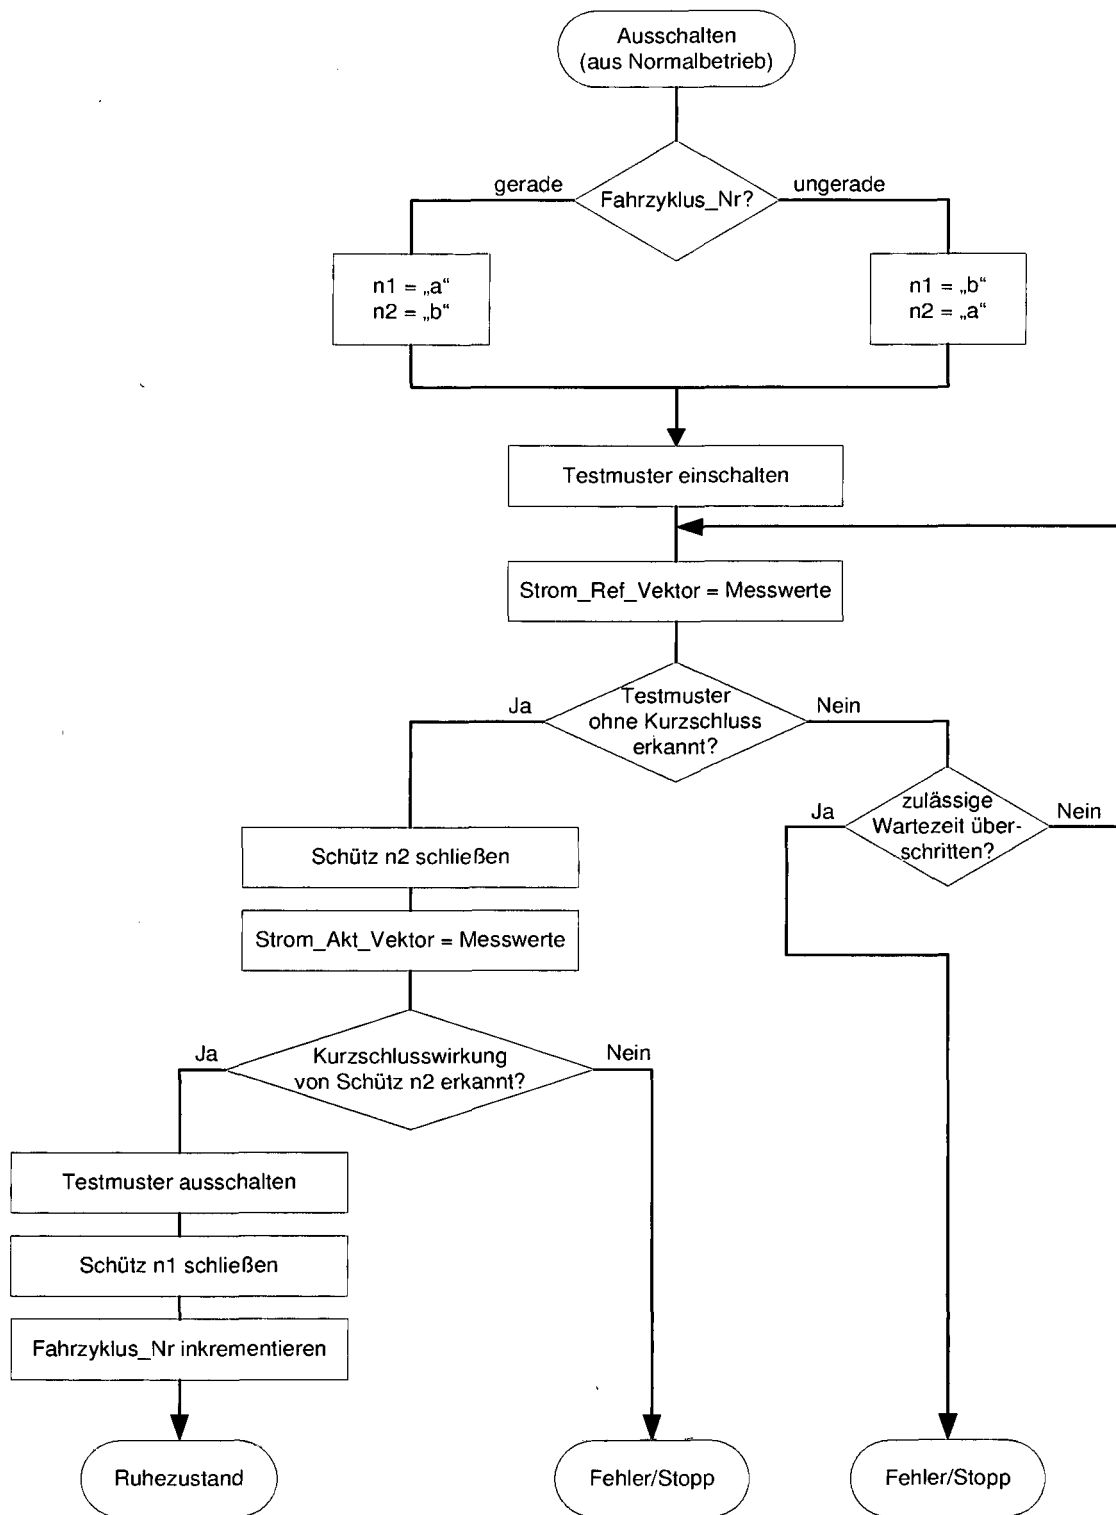 Ausschalten
(aus Normalbetrieb)
gerade
Fahrzyklus_Nr?
ungerade
n1 = „a“
n2 = „b“
n1 = „b“
n2 = „a“
Testmuster einschalten
Strom_Ref_Vektor = Messwerte
Ja
Testmuster
ohne Kurzschluss
erkannt?
Nein
Ja
zulässige
Wartezeit über-
schritten?
Nein
Schütz n2 schließen
Strom_Akt_Vektor = Messwerte
Ja
Kurzschlusswirkung
von Schütz n2 erkannt?
Nein
Testmuster ausschalten
Schütz n1 schließen
Fahrzyklus_Nr inkrementieren
Ruhezustand
Fehler/Stopp
Fehler/Stopp